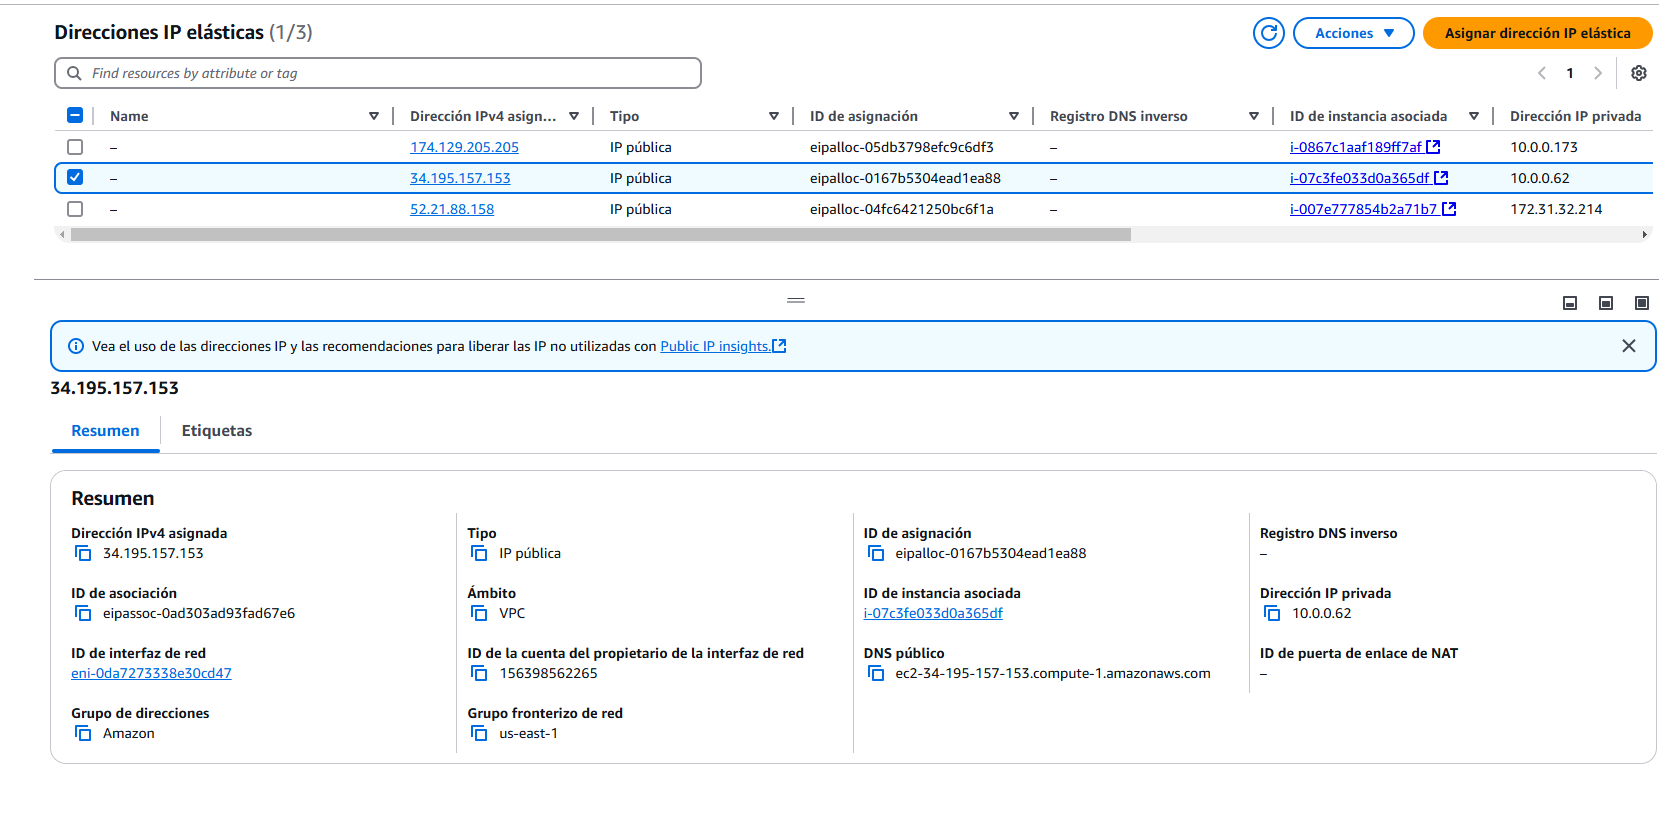 Direcciones IP elásticas (1/3)
Acciones
Asignar dirección IP elástica
Find resources by attribute or tag
1
Name Dirección IPv4 asign... Tipo ID de asignación Registro DNS inverso ID de instancia asociada Dirección IP privada
– 174.129.205.205 IP pública eipalloc-05db3798efc9c6df3 – i-0867c1aaf189ff7af 10.0.0.173
– 34.195.157.153 IP pública eipalloc-0167b5304ead1ea88 – i-07c3fe033d0a365df 10.0.0.62
– 52.21.88.158 IP pública eipalloc-04fc6421250bc6f1a – i-007e777854b2a71b7 172.31.32.214
Vea el uso de las direcciones IP y las recomendaciones para liberar las IP no utilizadas con Public IP insights.
34.195.157.153
Resumen Etiquetas
Resumen
Dirección IPv4 asignada
34.195.157.153
ID de asociación
eipassoc-0ad303ad93fad67e6
ID de interfaz de red
eni-0da7273338e30cd47
Grupo de direcciones
Amazon
Tipo
IP pública
Ámbito
VPC
ID de la cuenta del propietario de la interfaz de red
156398562265
Grupo fronterizo de red
us-east-1
ID de asignación
eipalloc-0167b5304ead1ea88
ID de instancia asociada
i-07c3fe033d0a365df
DNS público
ec2-34-195-157-153.compute-1.amazonaws.com
Registro DNS inverso
–
Dirección IP privada
10.0.0.62
ID de puerta de enlace de NAT
–